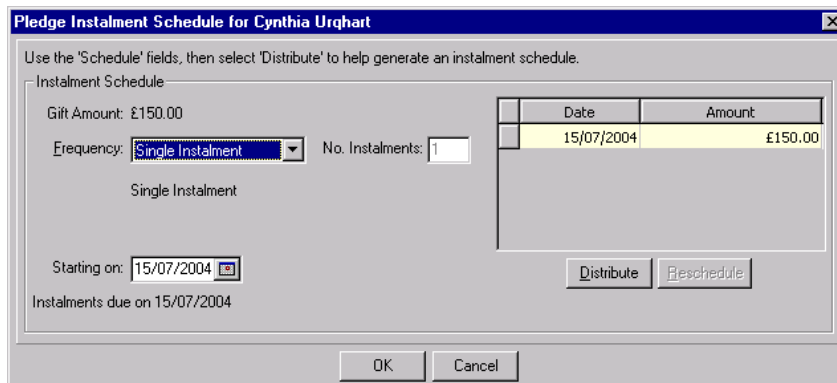 Pledge Instalment Schedule for Cynthia Urqhart
Use the 'Schedule' fields, then select 'Distribute' to help generate an instalment schedule.
Instalment Schedule
Gift Amount: £150.00
Frequency: Single Instalment No. Instalments: 1
Single Instalment
Date Amount
15/07/2004 £150.00
Starting on: 15/07/2004
Distribute Reschedule
Instalments due on 15/07/2004
OK Cancel